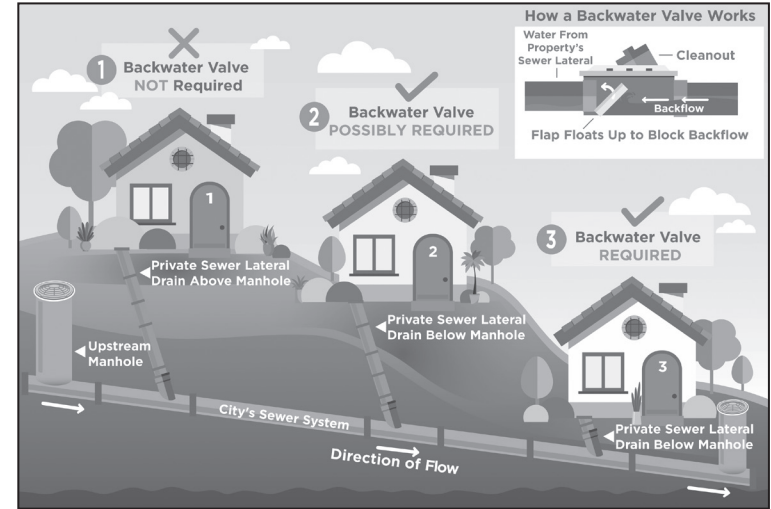 How a Backwater Valve Works
Water From
Property's
Sewer Lateral
Cleanout
Backflow
Flap Floats Up to Block Backflow
1
Backwater Valve
NOT Required
2
Backwater Valve
POSSIBLY REQUIRED
3
Backwater Valve
REQUIRED
1
2
3
Private Sewer Lateral
Drain Above Manhole
Private Sewer Lateral
Drain Below Manhole
Upstream
Manhole
City's Sewer System
Direction of Flow
Private Sewer Lateral
Drain Below Manhole